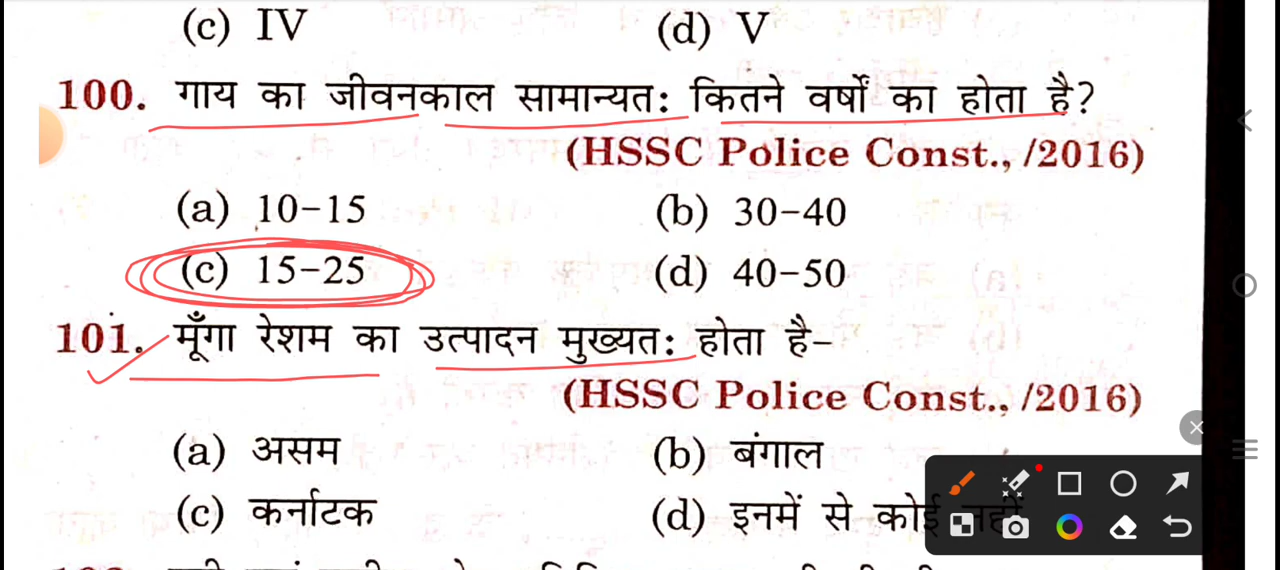 (c) IV (d) V
100. गाय का जीवनकाल सामान्यतः कितने वर्षों का होता है?
(HSSC Police Const., /2016)
(a) 10-15 (b) 30-40
(c) 15-25 (d) 40-50
101. मूँगा रेशम का उत्पादन मुख्यतः होता है-
(HSSC Police Const., /2016)
(a) असम (b) बंगाल
(c) कर्नाटक (d) इनमें से कोई नहीं